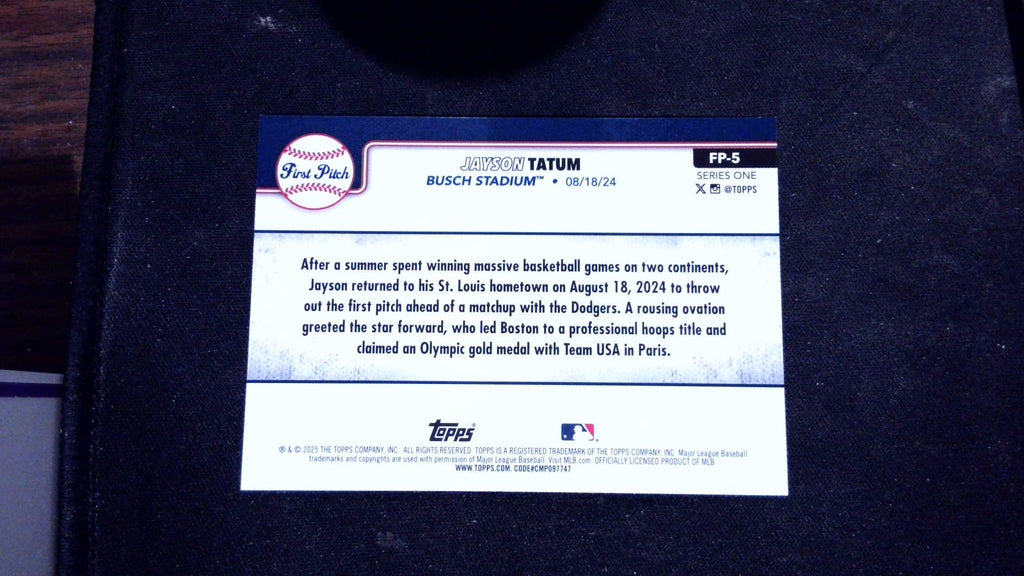 First Pitch
JAYSON TATUM
BUSCH STADIUM™ • 08/18/24
FP-5
SERIES ONE
@TOPPS
After a summer spent winning massive basketball games on two continents,
Jayson returned to his St. Louis hometown on August 18, 2024 to throw
out the first pitch ahead of a matchup with the Dodgers. A rousing ovation
greeted the star forward, who led Boston to a professional hoops title and
claimed an Olympic gold medal with Team USA in Paris.
topps®
® & © 2025 THE TOPPS COMPANY, INC. ALL RIGHTS RESERVED. TOPPS IS A REGISTERED TRADEMARK OF THE TOPPS COMPANY, INC. Major League Baseball
trademarks and copyrights are used with permission of Major League Baseball. Visit MLB.com. OFFICIALLY LICENSED PRODUCT OF MLB.
WWW.TOPPS.COM. CODE#CMP097747